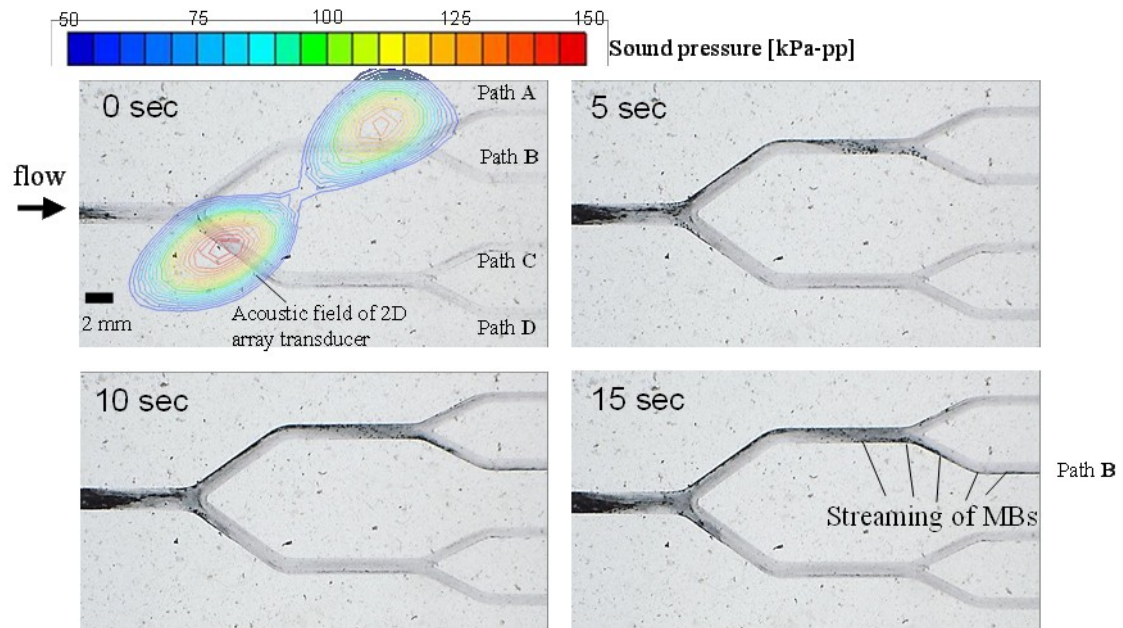 50 75 100 125 150
Sound pressure [kPa-pp]
0 sec
Path A
Path B
flow
Path C
Acoustic field of 2D
array transducer
2 mm
Path D
5 sec
10 sec
15 sec
Path B
Streaming of MBs